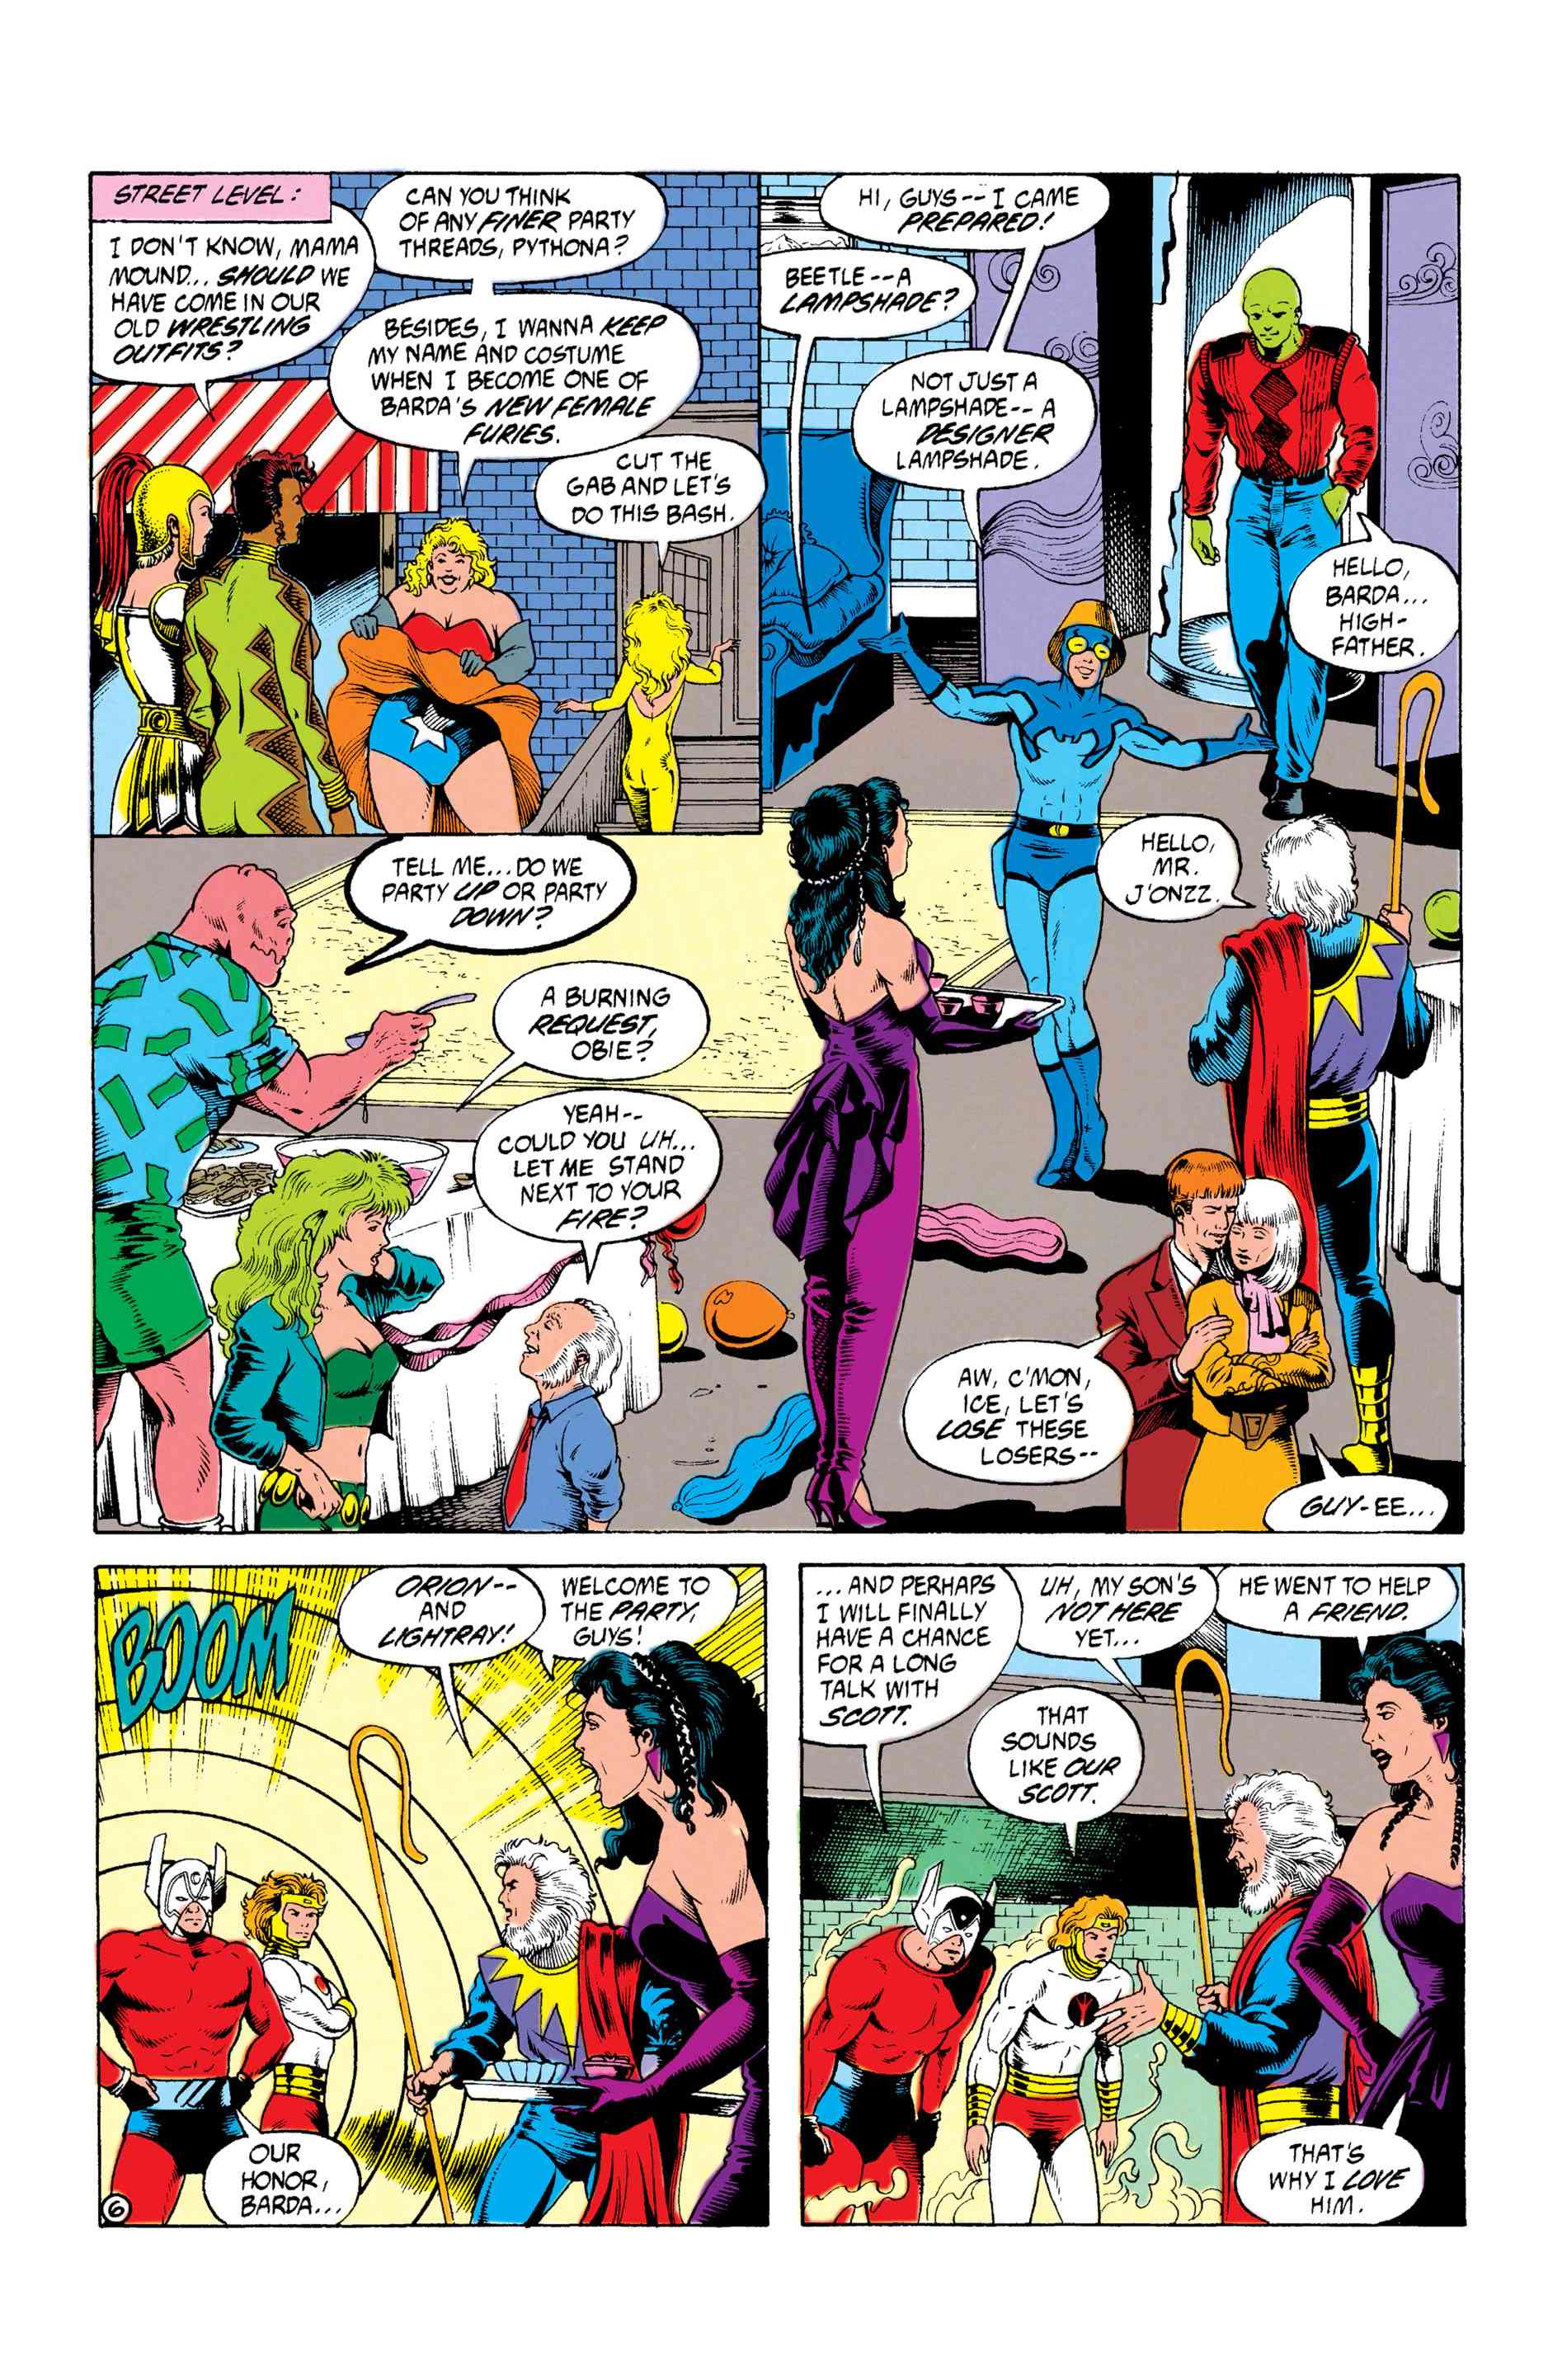 STREET LEVEL:
I DON'T KNOW, MAMA
MOUND... SHOULD WE
HAVE COME IN OUR
OLD WRESTLING
OUTFITS?
CAN YOU THINK
OF ANY FINER PARTY
THREADS, PYTHONA?
BESIDES, I WANNA KEEP
MY NAME AND COSTUME
WHEN I BECOME ONE OF
BARDA'S NEW FEMALE
FURIES.
CUT THE
GAB AND LET'S
DO THIS BASH.
HI, GUYS-- I CAME
PREPARED!
BEETLE--A
LAMPSHADE?
NOT JUST A
LAMPSHADE-- A
DESIGNER
LAMPSHADE.
HELLO,
BARDA...
HIGH-
FATHER.
HELLO,
MR.
J'ONZZ.
TELL ME...DO WE
PARTY UP OR PARTY
DOWN?
A BURNING
REQUEST,
OBIE?
YEAH--
COULD YOU UH...
LET ME STAND
NEXT TO YOUR
FIRE?
AW, C'MON,
ICE, LET'S
LOSE THESE
LOSERS--
GUY-EE...
BOOM
ORION--
AND
LIGHTRAY!
WELCOME TO
THE PARTY,
GUYS!
OUR
HONOR,
BARDA...
6
...AND PERHAPS
I WILL FINALLY
HAVE A CHANCE
FOR A LONG
TALK WITH
SCOTT.
UH, MY SON'S
NOT HERE
YET...
HE WENT TO HELP
A FRIEND.
THAT
SOUNDS
LIKE OUR
SCOTT.
THAT'S
WHY I LOVE
HIM.